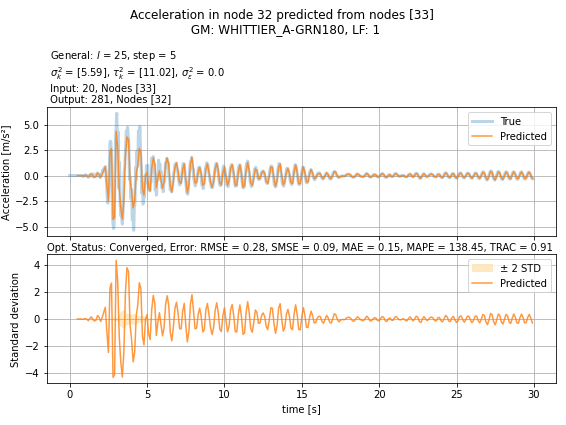 Acceleration in node 32 predicted from nodes [33]
GM: WHITTIER_A-GRN180, LF: 1
General: l = 25, step = 5
σ²ₖ = [5.59], τ²ₖ = [11.02], σ²ε = 0.0
Input: 20, Nodes [33]
Output: 281, Nodes [32]
Acceleration [m/s²]
5.0
2.5
0.0
−2.5
−5.0
True
Predicted
Opt. Status: Converged, Error: RMSE = 0.28, SMSE = 0.09, MAE = 0.15, MAPE = 138.45, TRAC = 0.91
Standard deviation
4
2
0
−2
−4
± 2 STD
Predicted
0 5 10 15 20 25 30
time [s]